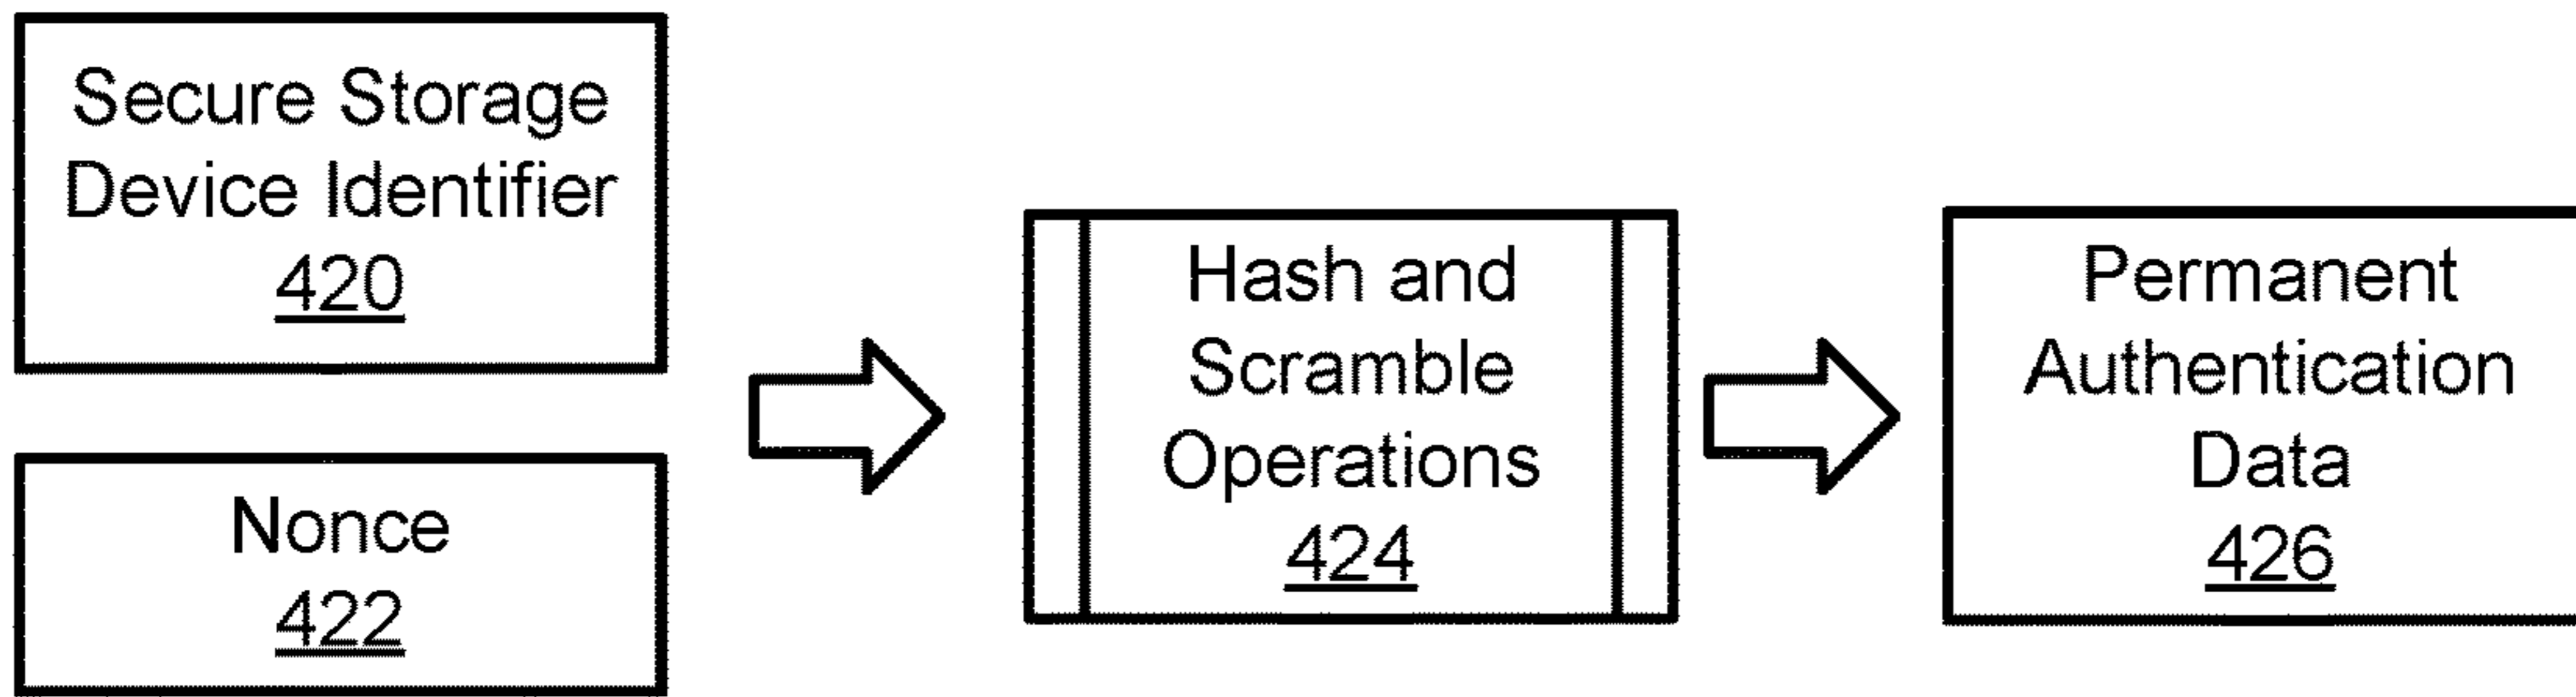 Secure Storage
Device Identifier
420
Nonce
422
Hash and
Scramble
Operations
424
Permanent
Authentication
Data
426